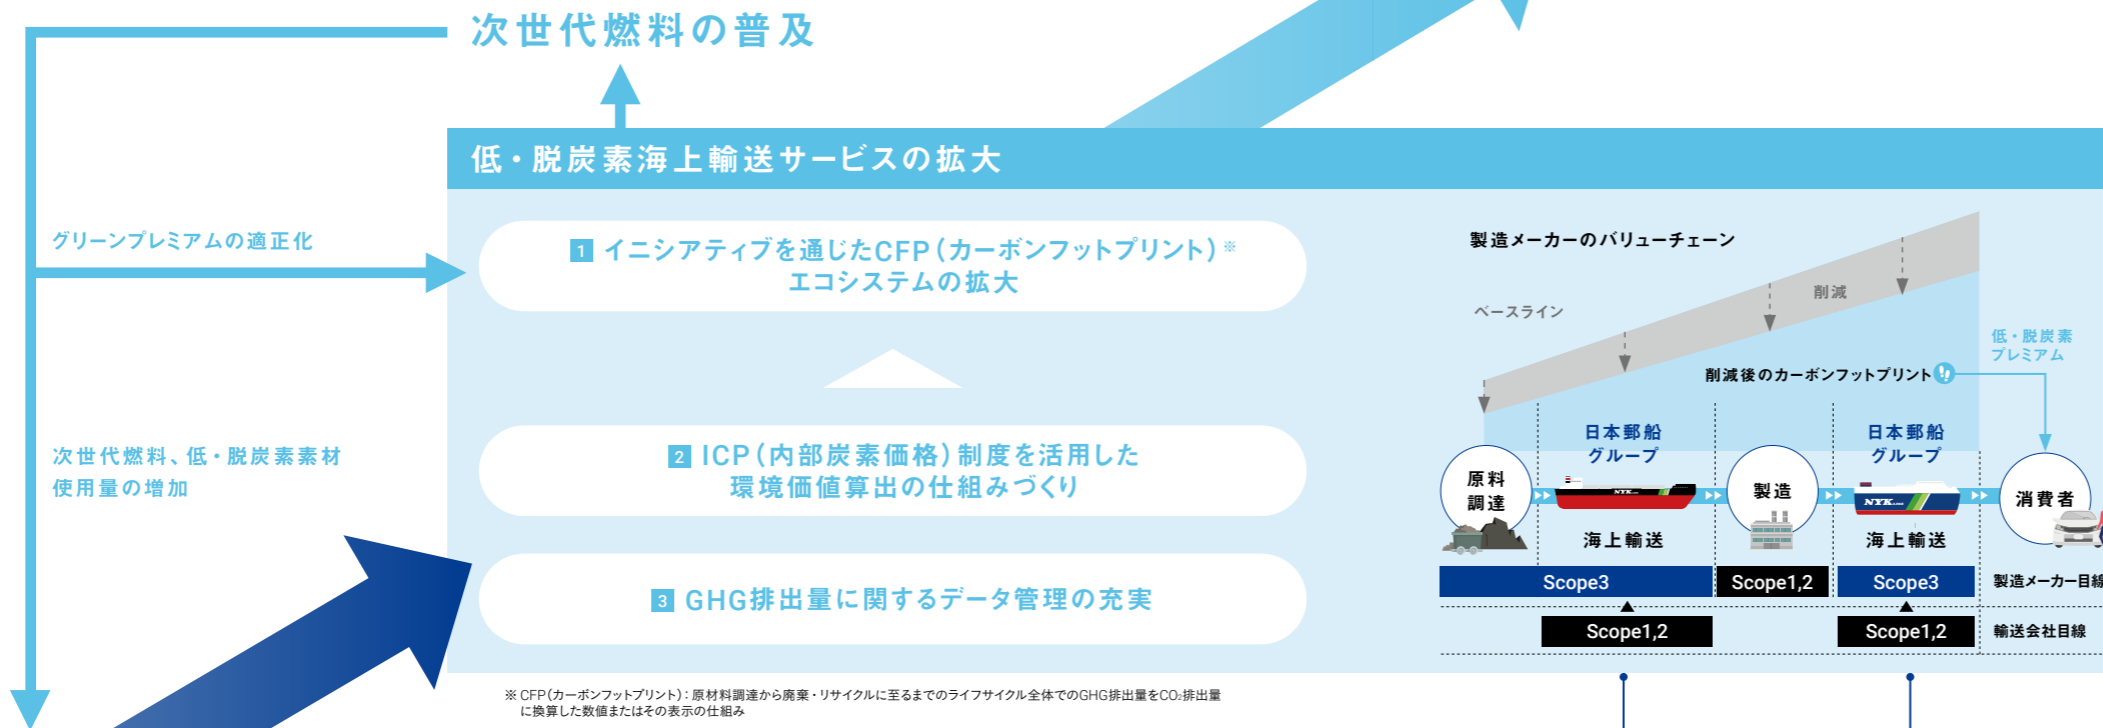 次世代燃料の普及
低・脱炭素海上輸送サービスの拡大
グリーンプレミアムの適正化
次世代燃料、低・脱炭素素材
使用量の増加
1 イニシアティブを通じたCFP(カーボンフットプリント)※
エコシステムの拡大
2 ICP(内部炭素価格)制度を活用した
環境価値算出の仕組みづくり
3 GHG排出量に関するデータ管理の充実
※ CFP(カーボンフットプリント):原材料調達から廃棄・リサイクルに至るまでのライフサイクル全体でのGHG排出量をCO₂排出量
に換算した数値またはその表示の仕組み
製造メーカーのバリューチェーン
ベースライン
削減
低・脱炭素
プレミアム
削減後のカーボンフットプリント
日本郵船
グループ
日本郵船
グループ
原料
調達
NYK
製造
NYK
消費者
海上輸送
海上輸送
Scope3
Scope1,2
Scope3
製造メーカー目線
Scope1,2
Scope1,2
輸送会社目線